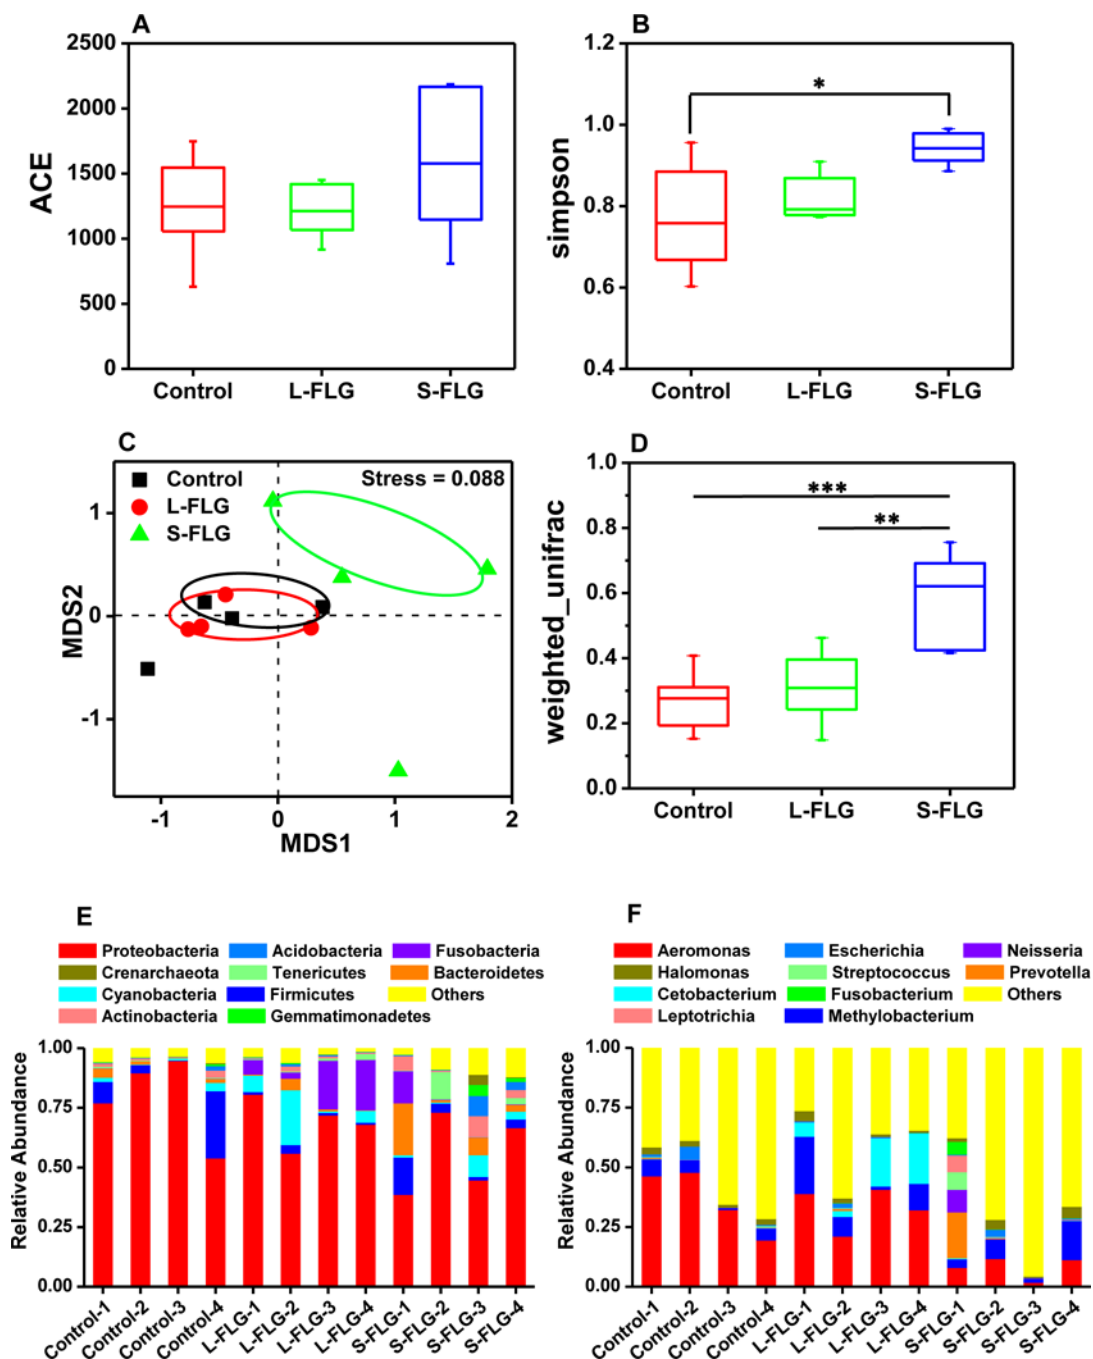 A
2500
2000
1500
1000
500
0
ACE
Control L-FLG S-FLG
B
1.2
1.0
0.8
0.6
0.4
simpson
*
Control L-FLG S-FLG
C
Control
L-FLG
S-FLG
Stress = 0.088
1
0
-1
MDS2
-1 0 1 2
MDS1
D
1.0
0.8
0.6
0.4
0.2
0.0
weighted_unifrac
***
**
Control L-FLG S-FLG
E
Proteobacteria Acidobacteria Fusobacteria
Crenarchaeota Tenericutes Bacteroidetes
Cyanobacteria Firmicutes Others
Actinobacteria Gemmatimonadetes
1.00
0.75
0.50
0.25
0.00
Relative Abundance
Control-1 Control-2 Control-3 Control-4 L-FLG-1 L-FLG-2 L-FLG-3 L-FLG-4 S-FLG-1 S-FLG-2 S-FLG-3 S-FLG-4
F
Aeromonas Escherichia Neisseria
Halomonas Streptococcus Prevotella
Cetobacterium Fusobacterium Others
Leptotrichia Methylobacterium
1.00
0.75
0.50
0.25
0.00
Relative Abundance
Control-1 Control-2 Control-3 Control-4 L-FLG-1 L-FLG-2 L-FLG-3 L-FLG-4 S-FLG-1 S-FLG-2 S-FLG-3 S-FLG-4